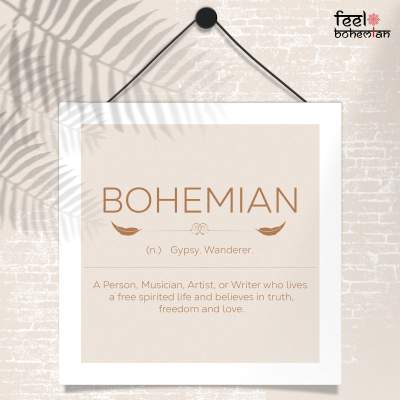 feel
bohemian
BOHEMIAN
(n.) Gypsy. Wanderer.
A Person, Musician, Artist, or Writer who lives
a free spirited life and believes in truth,
freedom and love.